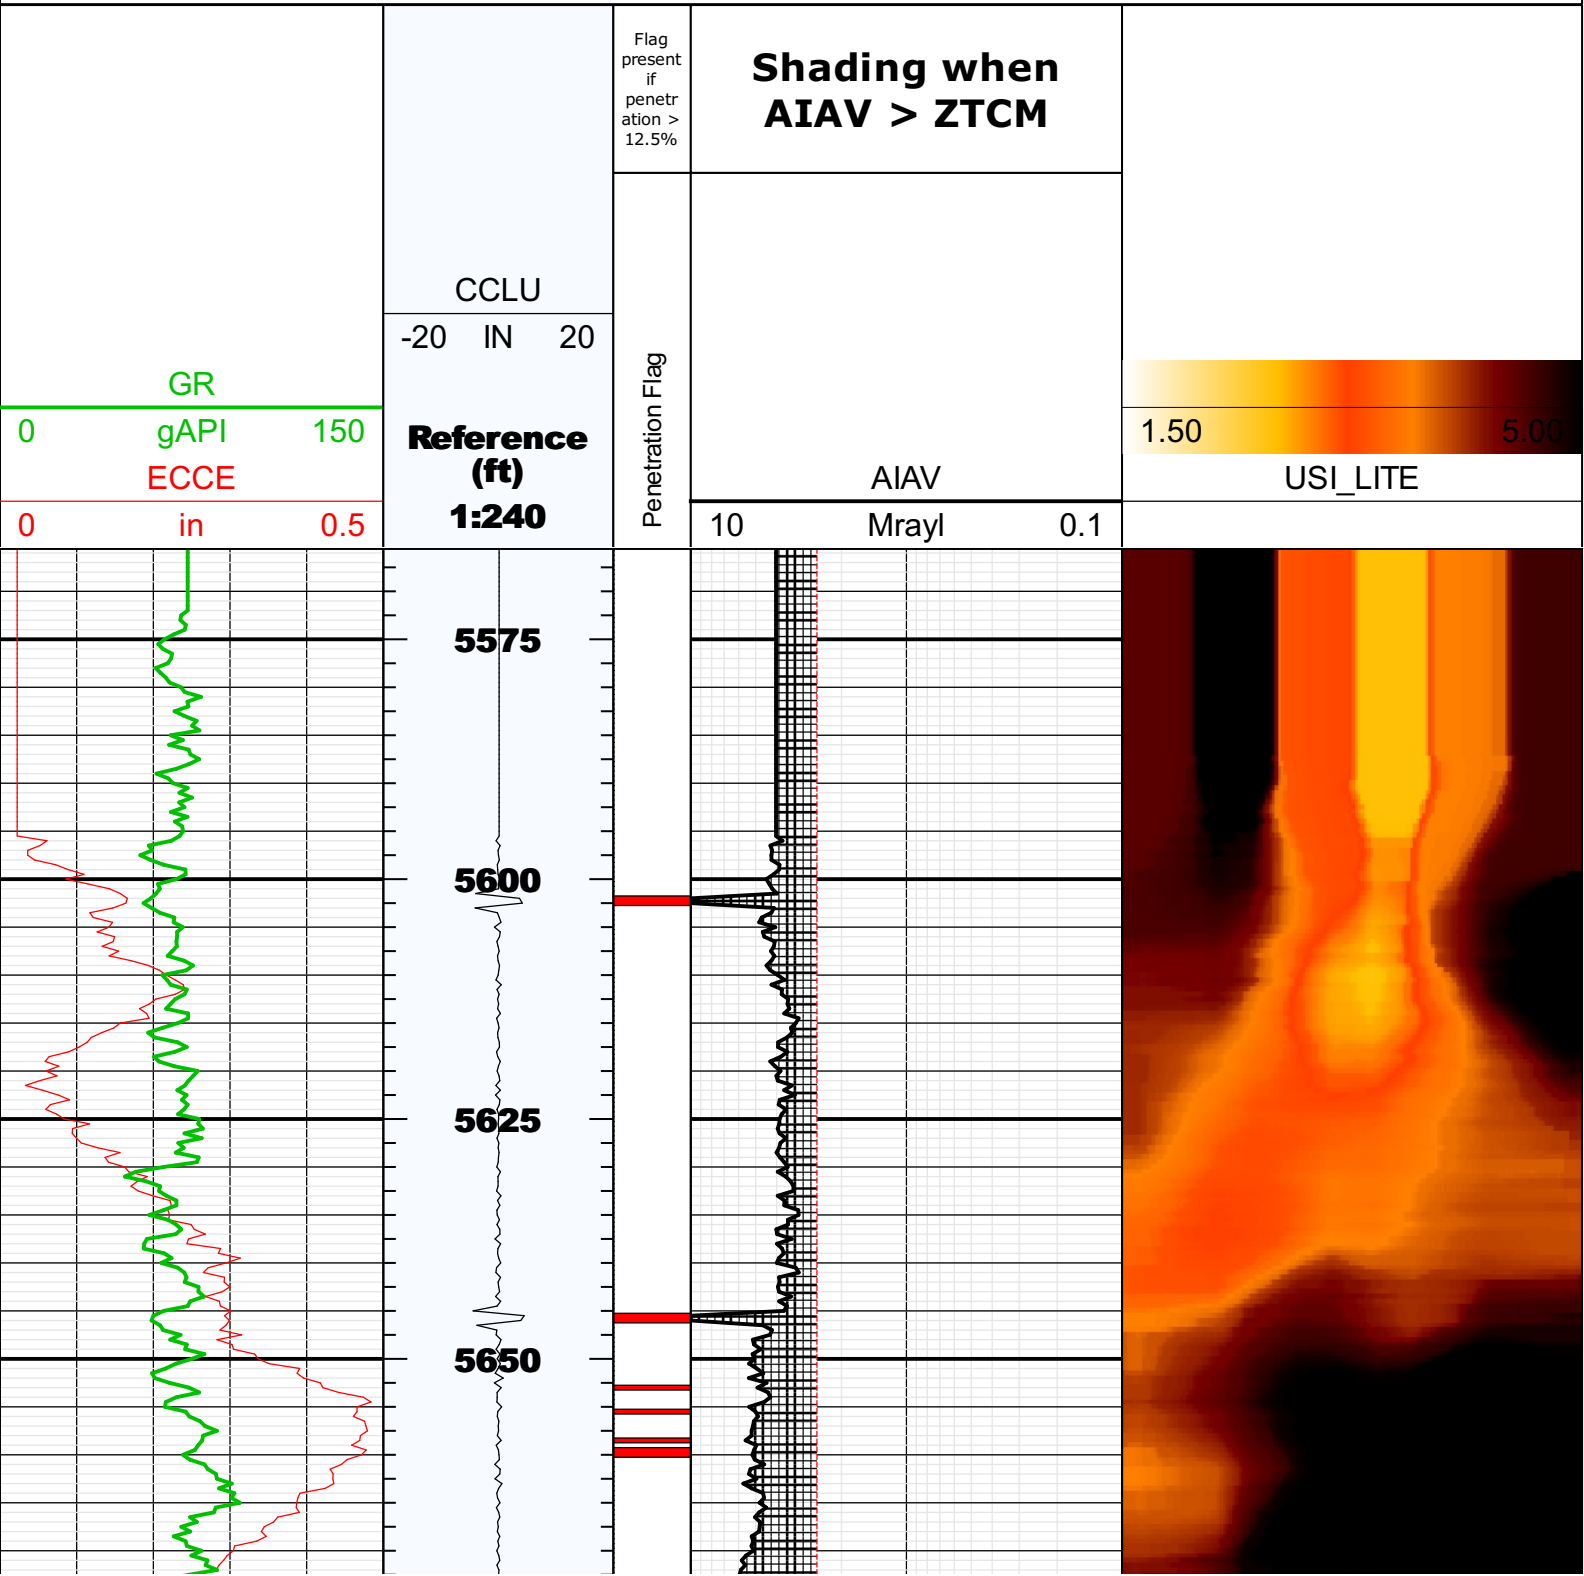 Flag
present
if
penetr
ation >
12.5%
Shading when
AIAV > ZTCM
CCLU
-20 IN 20
GR
0 gAPI 150
ECCE
0 in 0.5
Reference
(ft)
1:240
Penetration Flag
AIAV
10 Mrayl 0.1
1.50 5.00
USI_LITE
5575
5600
5625
5650